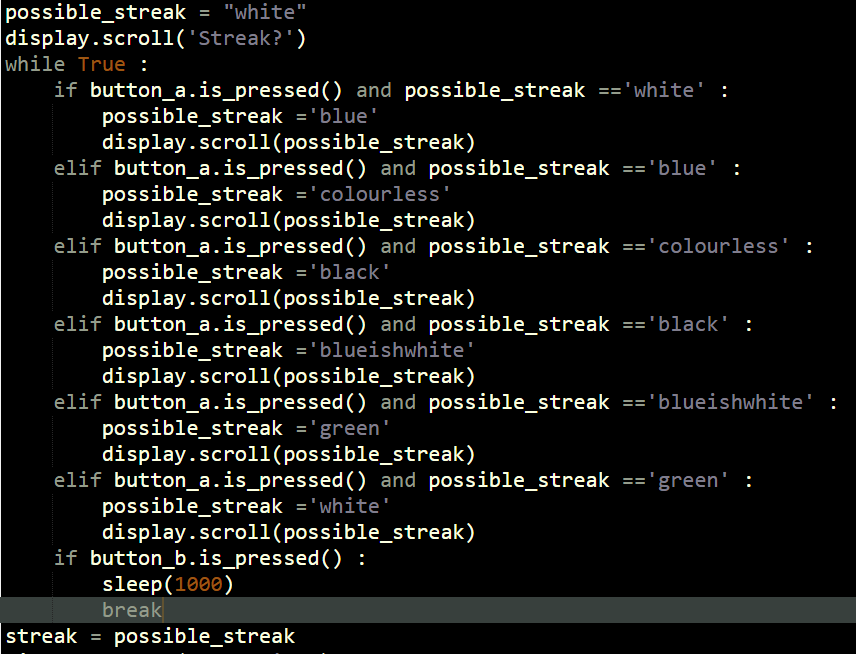 possible_streak = "white"
display.scroll('Streak?')
while True :
    if button_a.is_pressed() and possible_streak =='white' :
        possible_streak ='blue'
        display.scroll(possible_streak)
    elif button_a.is_pressed() and possible_streak =='blue' :
        possible_streak ='colourless'
        display.scroll(possible_streak)
    elif button_a.is_pressed() and possible_streak =='colourless' :
        possible_streak ='black'
        display.scroll(possible_streak)
    elif button_a.is_pressed() and possible_streak =='black' :
        possible_streak ='blueishwhite'
        display.scroll(possible_streak)
    elif button_a.is_pressed() and possible_streak =='blueishwhite' :
        possible_streak ='green'
        display.scroll(possible_streak)
    elif button_a.is_pressed() and possible_streak =='green' :
        possible_streak ='white'
        display.scroll(possible_streak)
    if button_b.is_pressed() :
        sleep(1000)
        break
streak = possible_streak